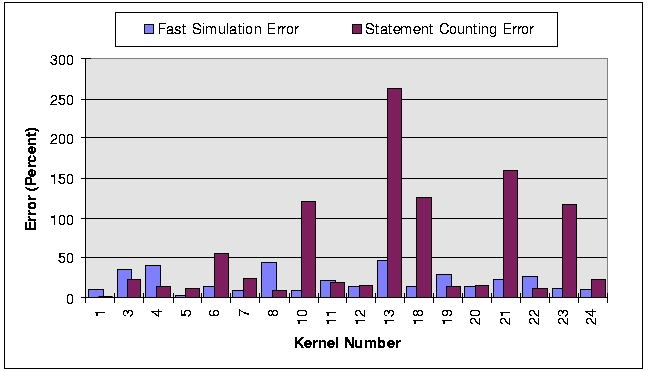 Fast Simulation Error Statement Counting Error
300
250
200
150
100
50
0
Error (Percent)
1 3 4 5 6 7 8 10 11 12 13 18 19 20 21 22 23 24
Kernel Number